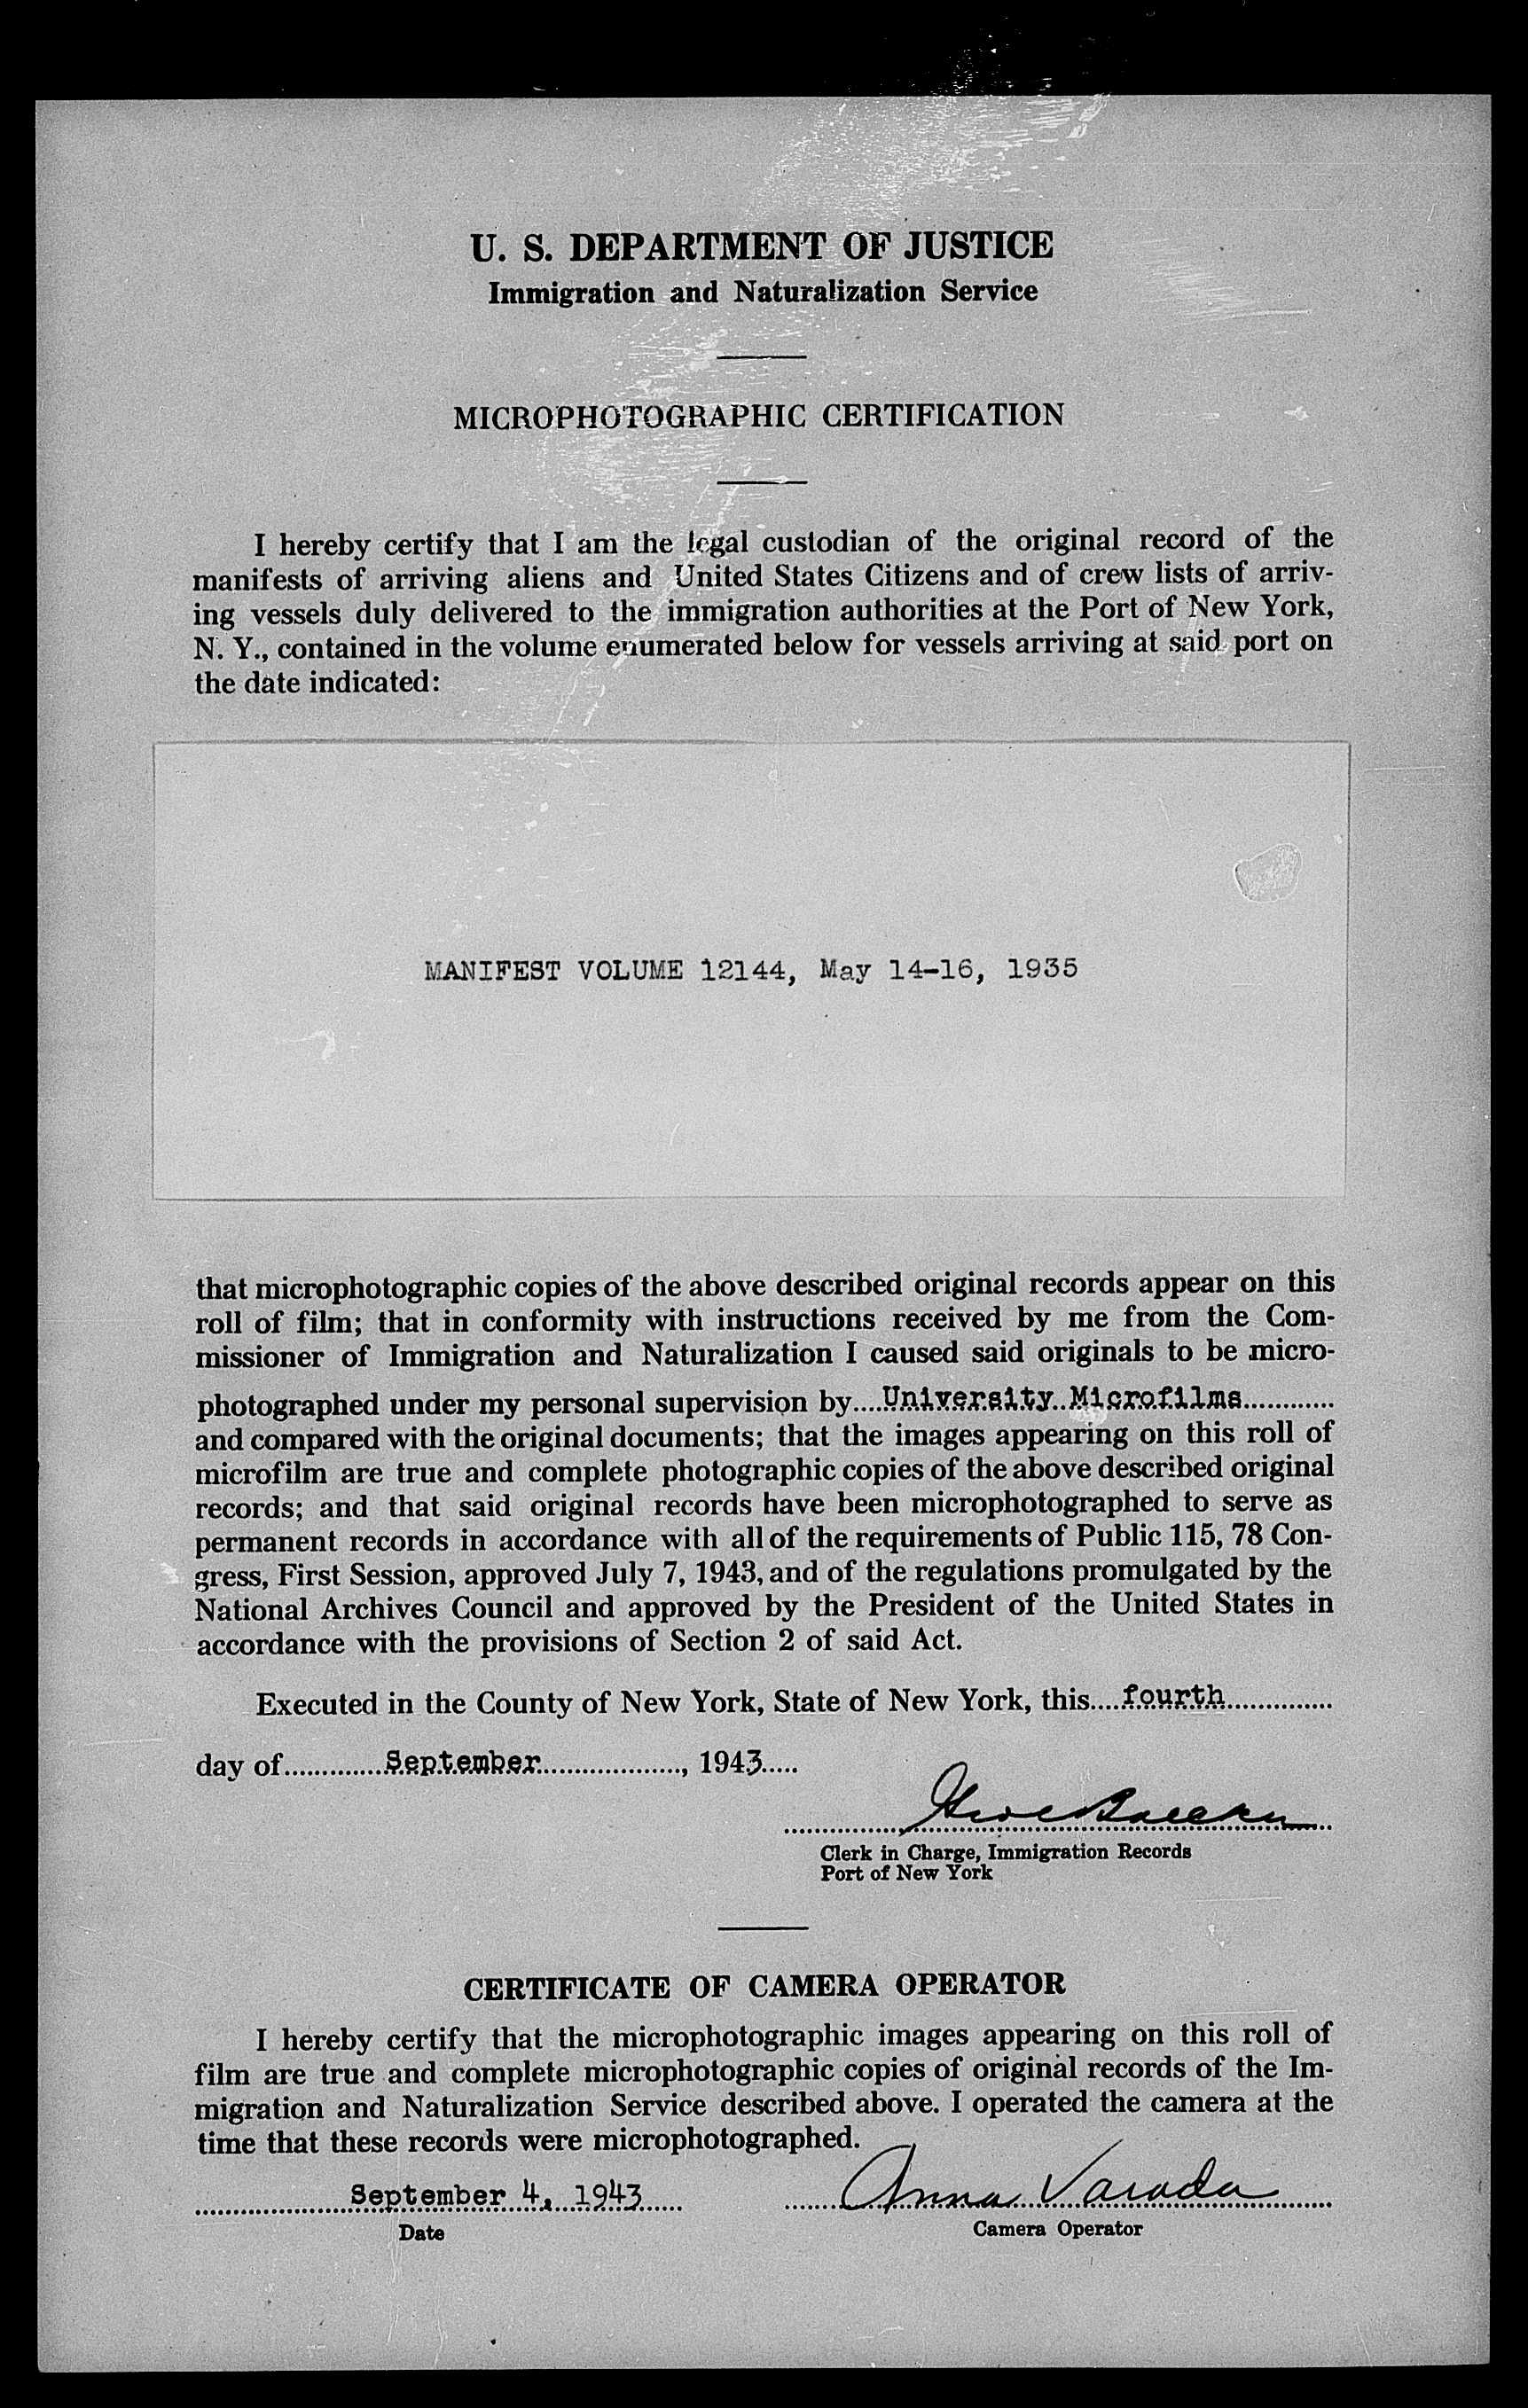 U. S. DEPARTMENT OF JUSTICE
Immigration and Naturalization Service
MICROPHOTOGRAPHIC CERTIFICATION
I hereby certify that I am the legal custodian of the original record of the
manifests of arriving aliens and United States Citizens and of crew lists of arriv-
ing vessels duly delivered to the immigration authorities at the Port of New York,
N. Y., contained in the volume enumerated below for vessels arriving at said port on
the date indicated:
MANIFEST VOLUME 12144, May 14-16, 1935
that microphotographic copies of the above described original records appear on this
roll of film; that in conformity with instructions received by me from the Com-
missioner of Immigration and Naturalization I caused said originals to be micro-
photographed under my personal supervision by....University Microfilms............
and compared with the original documents; that the images appearing on this roll of
microfilm are true and complete photographic copies of the above described original
records; and that said original records have been microphotographed to serve as
permanent records in accordance with all of the requirements of Public 115, 78 Con-
gress, First Session, approved July 7, 1943, and of the regulations promulgated by the
National Archives Council and approved by the President of the United States in
accordance with the provisions of Section 2 of said Act.
Executed in the County of New York, State of New York, this....fourth..............
day of.............September..................., 1943.....
Clerk in Charge, Immigration Records
Port of New York
CERTIFICATE OF CAMERA OPERATOR
I hereby certify that the microphotographic images appearing on this roll of
film are true and complete microphotographic copies of original records of the Im-
migration and Naturalization Service described above. I operated the camera at the
time that these records were microphotographed.
September 4, 1943 Anna Varada
Date Camera Operator